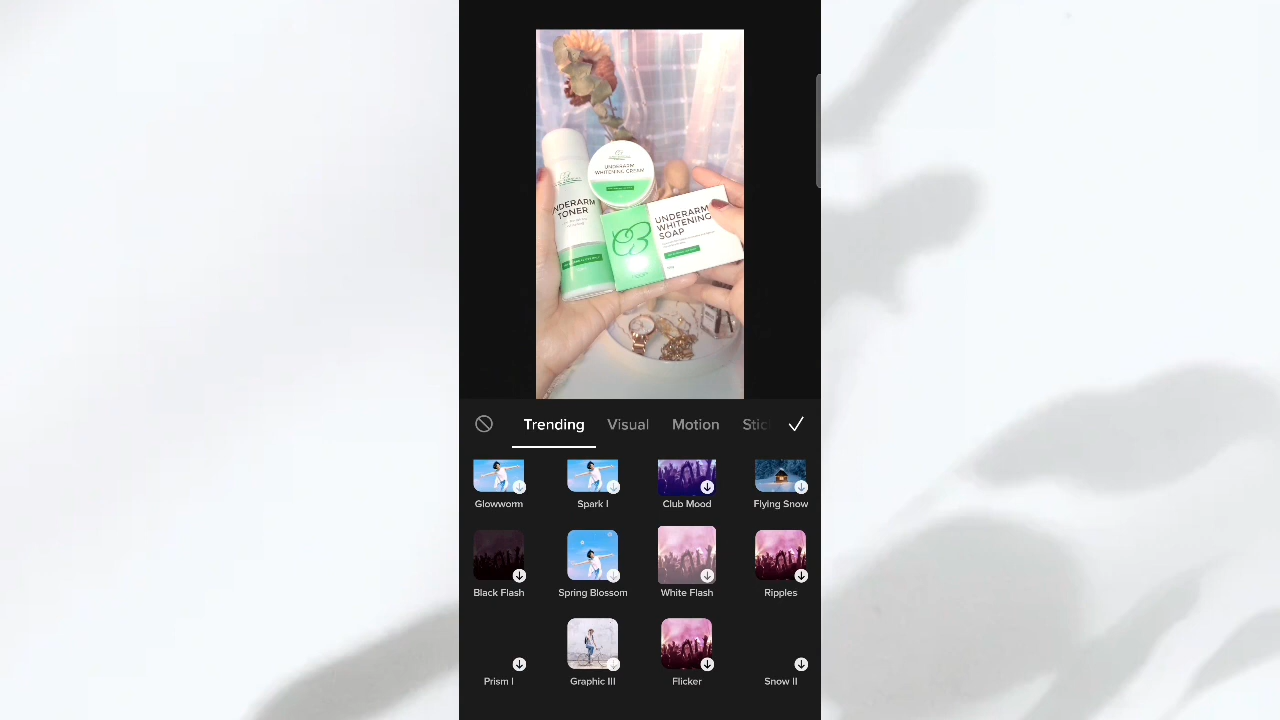 UNDERARM
WHITENING CREAM
UNDERARM
TONER
UNDERARM
WHITENING
SOAP
Trending Visual Motion Stic
Glowworm Spark I Club Mood Flying Snow
Black Flash Spring Blossom White Flash Ripples
Prism I Graphic III Flicker Snow II